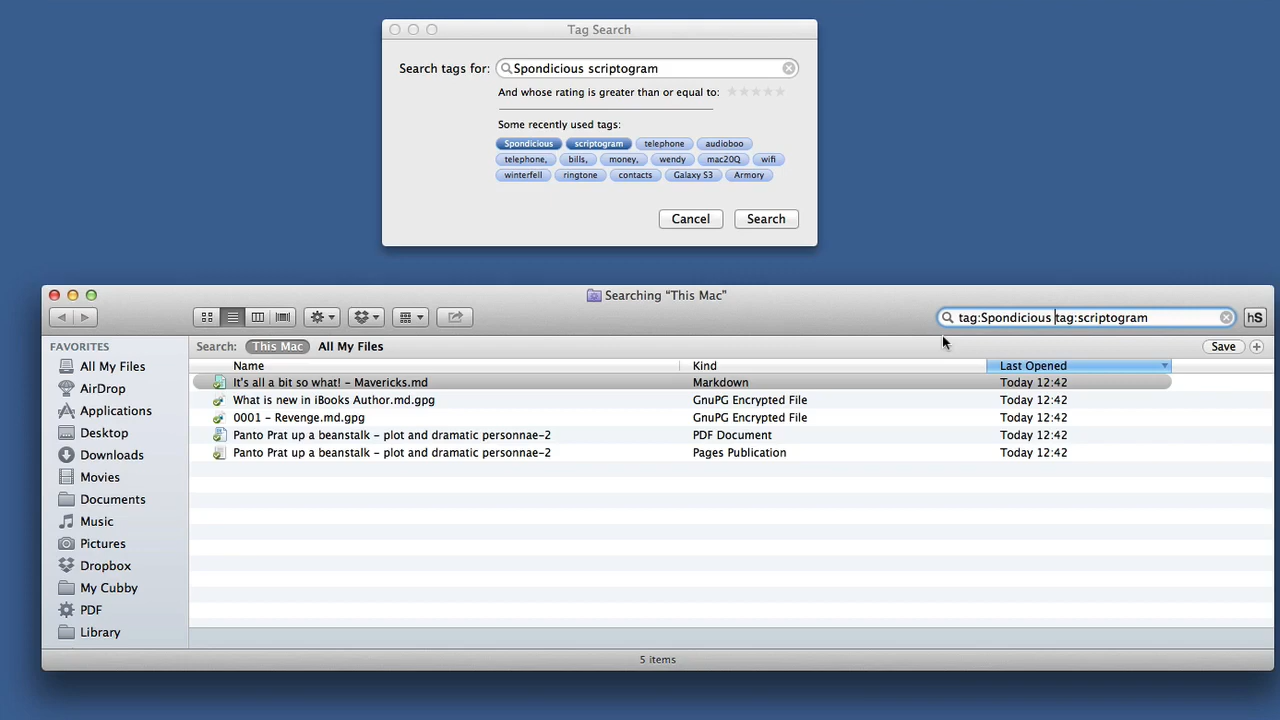 Tag Search
Search tags for: Spondicious scriptogram
And whose rating is greater than or equal to:
Some recently used tags:
Spondicious scriptogram telephone audioboo
telephone, bills, money, wendy mac20Q wifi
winterfell ringtone contacts Galaxy S3 Armory
Cancel Search
Searching “This Mac”
tag:Spondicious tag:scriptogram hS
FAVORITES
All My Files
AirDrop
Applications
Desktop
Downloads
Movies
Documents
Music
Pictures
Dropbox
My Cubby
PDF
Library
Search: This Mac All My Files Save
Name Kind Last Opened
It's all a bit so what! – Mavericks.md Markdown Today 12:42
What is new in iBooks Author.md.gpg GnuPG Encrypted File Today 12:42
0001 – Revenge.md.gpg GnuPG Encrypted File Today 12:42
Panto Prat up a beanstalk – plot and dramatic personnae-2 PDF Document Today 12:42
Panto Prat up a beanstalk – plot and dramatic personnae-2 Pages Publication Today 12:42
5 items